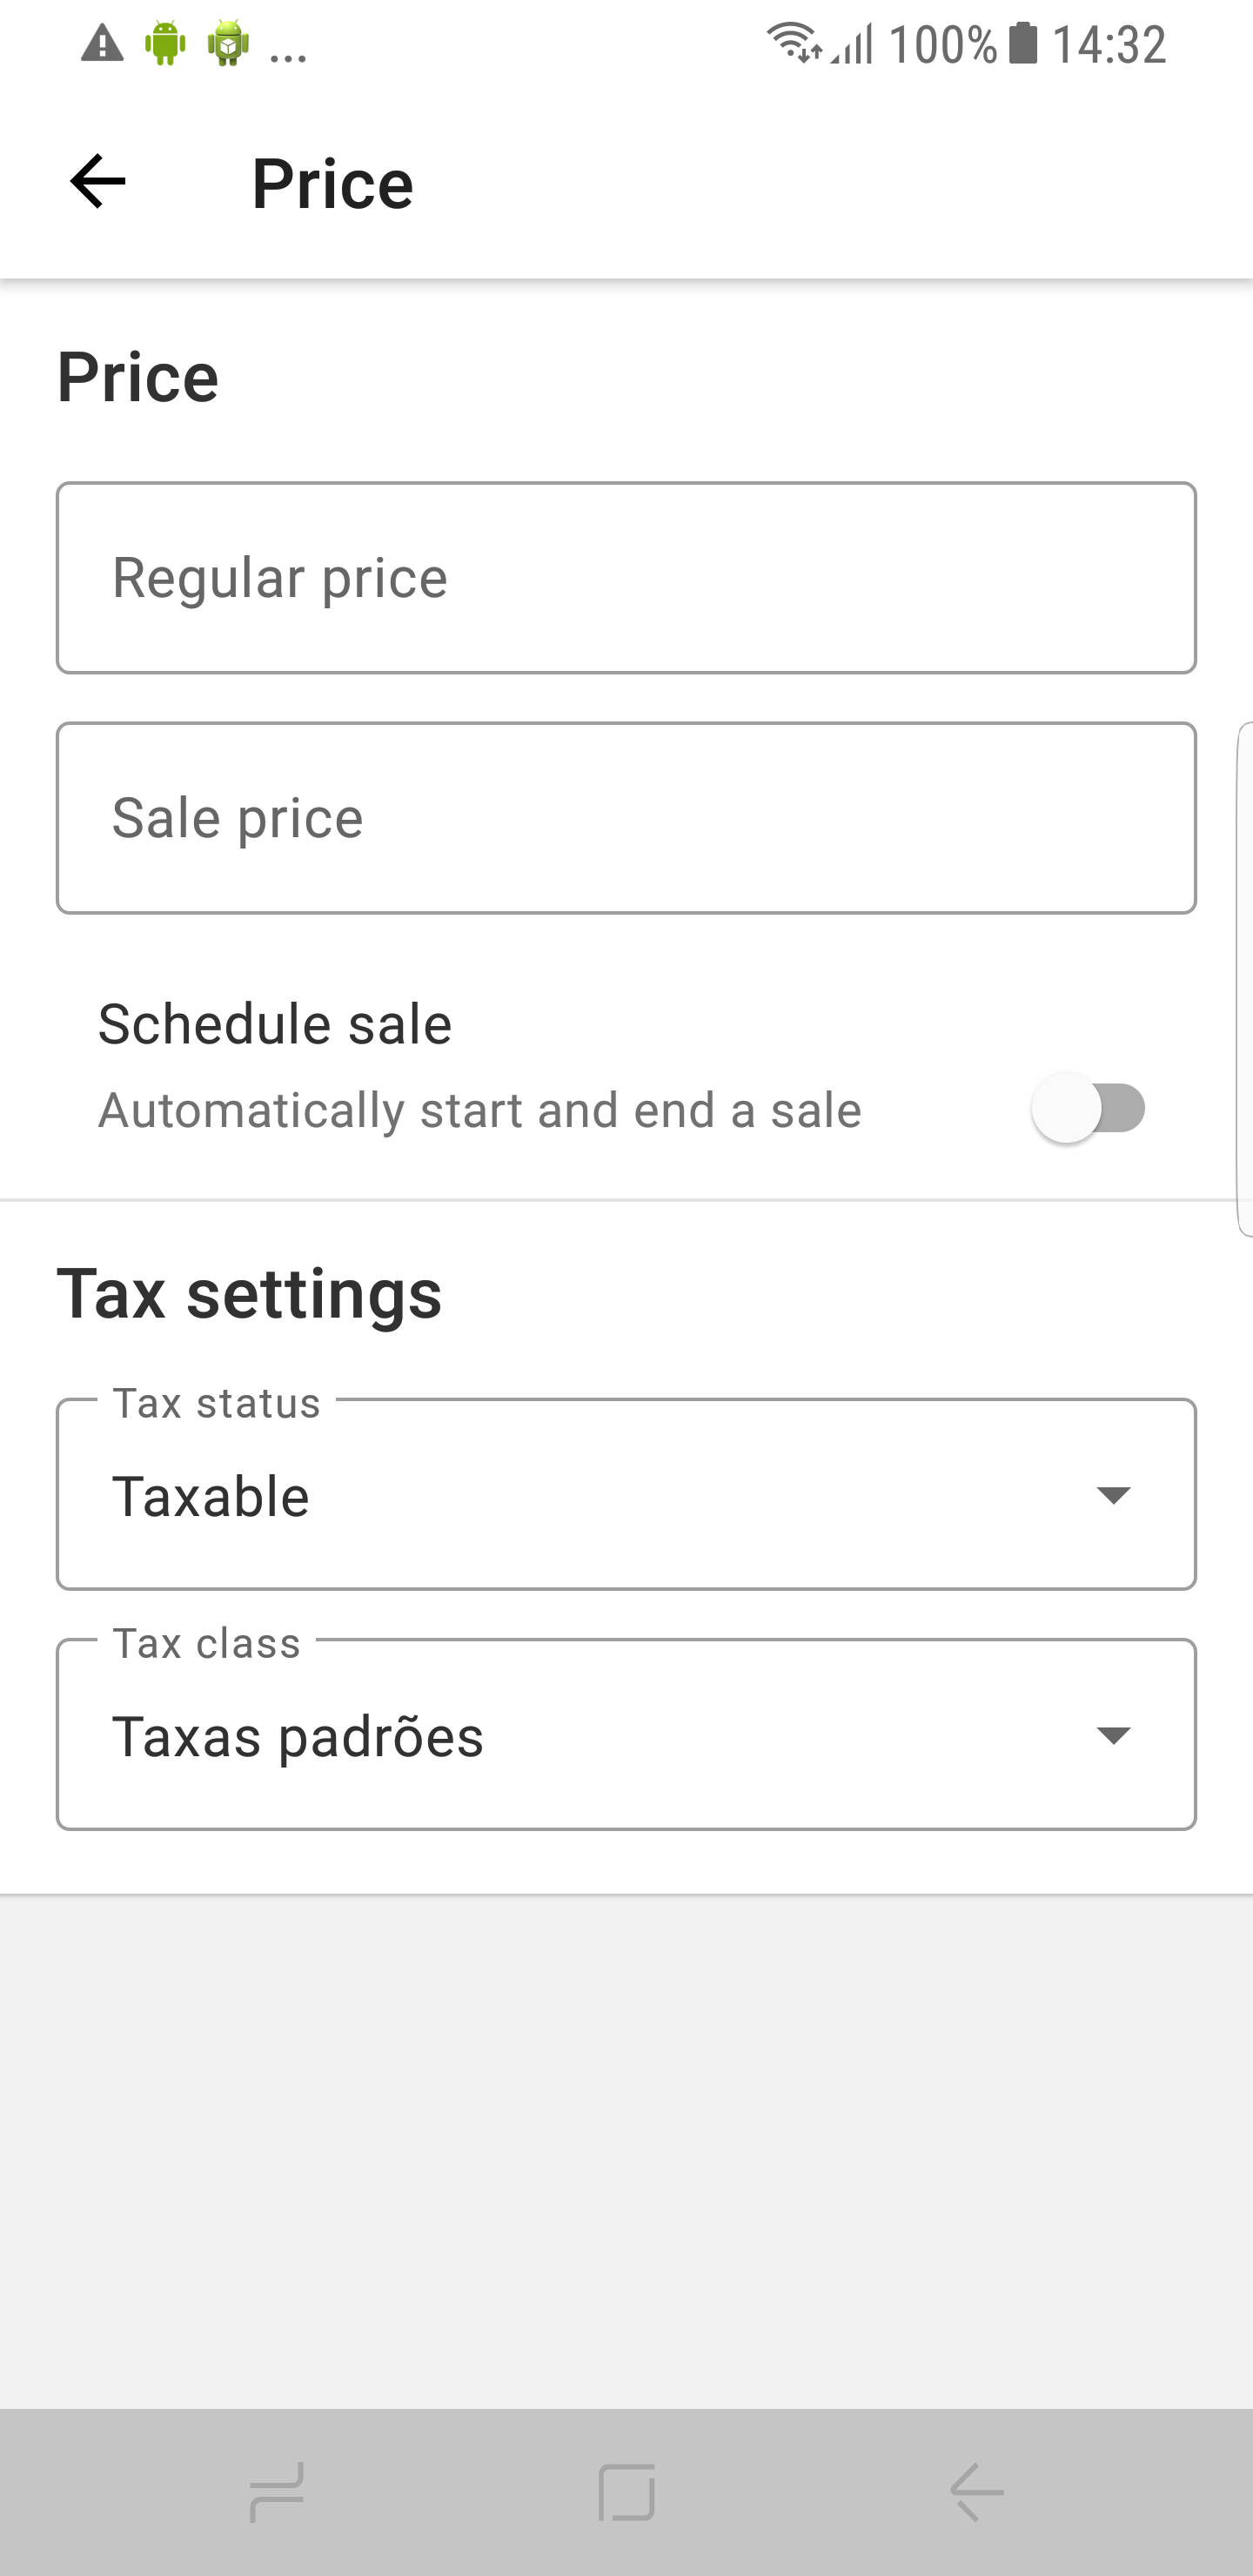 ... 100% 14:32
Price
Price
Regular price
Sale price
Schedule sale
Automatically start and end a sale
Tax settings
Tax status
Taxable
Tax class
Taxas padrões